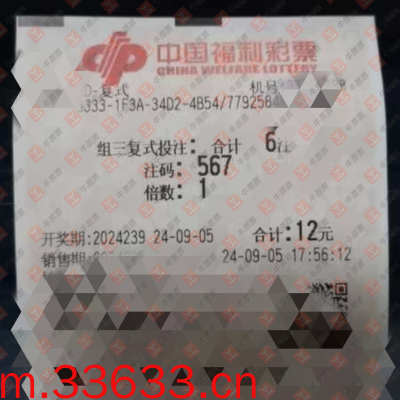 中国福利彩票
CHINA WELFARE LOTTERY
D-复式 机号
333-1F3A-34D2-4B54/779258
组三复式投注: 合计 6注
注码: 567
倍数: 1
开奖期:2024239 24-09-05 合计:12元
销售期: 24-09-05 17:56:12
m.33633.cn